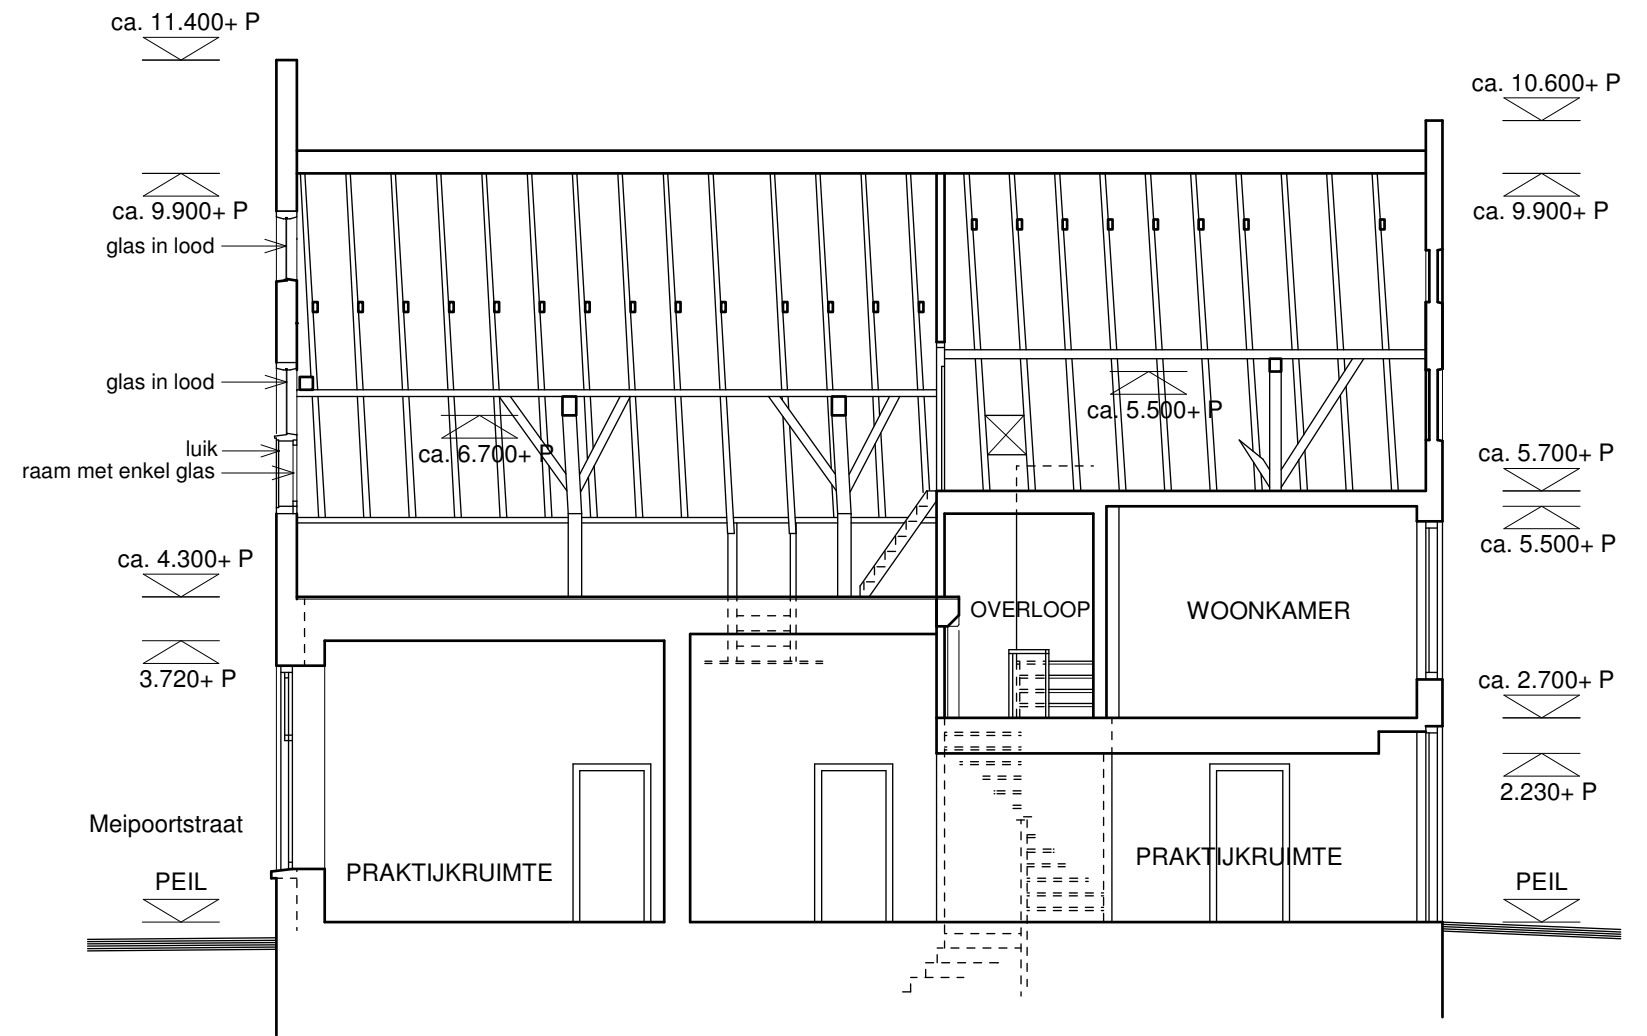 ca. 11.400+ P
ca. 10.600+ P
ca. 9.900+ P
ca. 9.900+ P
glas in lood
glas in lood
ca. 5.500+ P
luik
ca. 6.700+ P
ca. 5.700+ P
raam met enkel glas
ca. 5.500+ P
ca. 4.300+ P
OVERLOOP
WOONKAMER
3.720+ P
ca. 2.700+ P
2.230+ P
Meipoortstraat
PRAKTIJKRUIMTE
PRAKTIJKRUIMTE
PEIL
PEIL